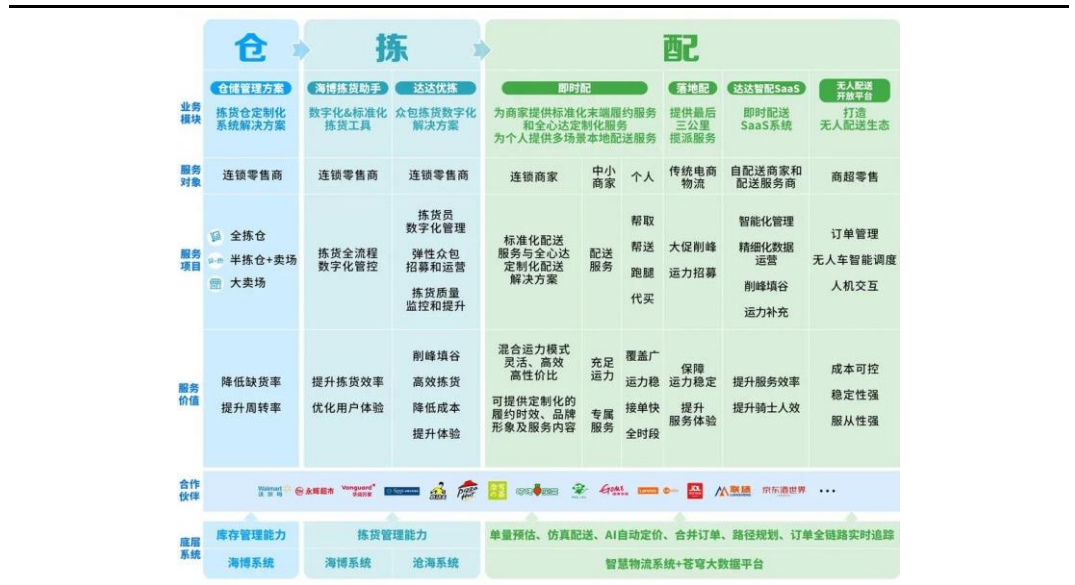 仓
拣
配
业务
模块
仓储管理方案
拣货仓定制化
系统解决方案
海博拣货助手
数字化&标准化
拣货工具
达达优拣
众包拣货数字化
解决方案
即时配
为商家提供标准化末端履约服务
和全心达定制化服务
为个人提供多场景本地配送服务
落地配
提供最后
三公里
揽派服务
达达智配SaaS
即时配送
SaaS系统
无人配送
开放平台
打造
无人配送生态
服务
对象
连锁零售商
连锁零售商
连锁零售商
连锁商家
中小
商家
个人
传统电商
物流
自配送商家和
配送服务商
商超零售
服务
项目
全拣仓
半拣仓+卖场
大卖场
拣货全流程
数字化管控
拣货员
数字化管理
弹性众包
招募和运营
拣货质量
监控和提升
标准化配送
服务与全心达
定制化配送
解决方案
配送
服务
帮取
帮送
跑腿
代买
大促削峰
运力招募
智能化管理
精细化数据
运营
削峰填谷
运力补充
订单管理
无人车智能调度
人机交互
服务
价值
降低缺货率
提升周转率
提升拣货效率
优化用户体验
削峰填谷
高效拣货
降低成本
提升体验
混合运力模式
灵活、高效
高性价比
可提供定制化的
履约时效、品牌
形象及服务内容
充足
运力
专属
服务
覆盖广
运力稳
接单快
全时段
保障
运力稳定
提升
服务体验
提升服务效率
提升骑士人效
成本可控
稳定性强
服从性强
合作
伙伴
Walmart
沃尔玛
永辉超市
Vanguard
华润万家
Pizza
Hut
Lenovo
联华
京东酒世界
•••
底层
系统
库存管理能力
海博系统
拣货管理能力
海博系统
沧海系统
单量预估、仿真配送、AI自动定价、合并订单、路径规划、订单全链路实时追踪
智慧物流系统+苍穹大数据平台